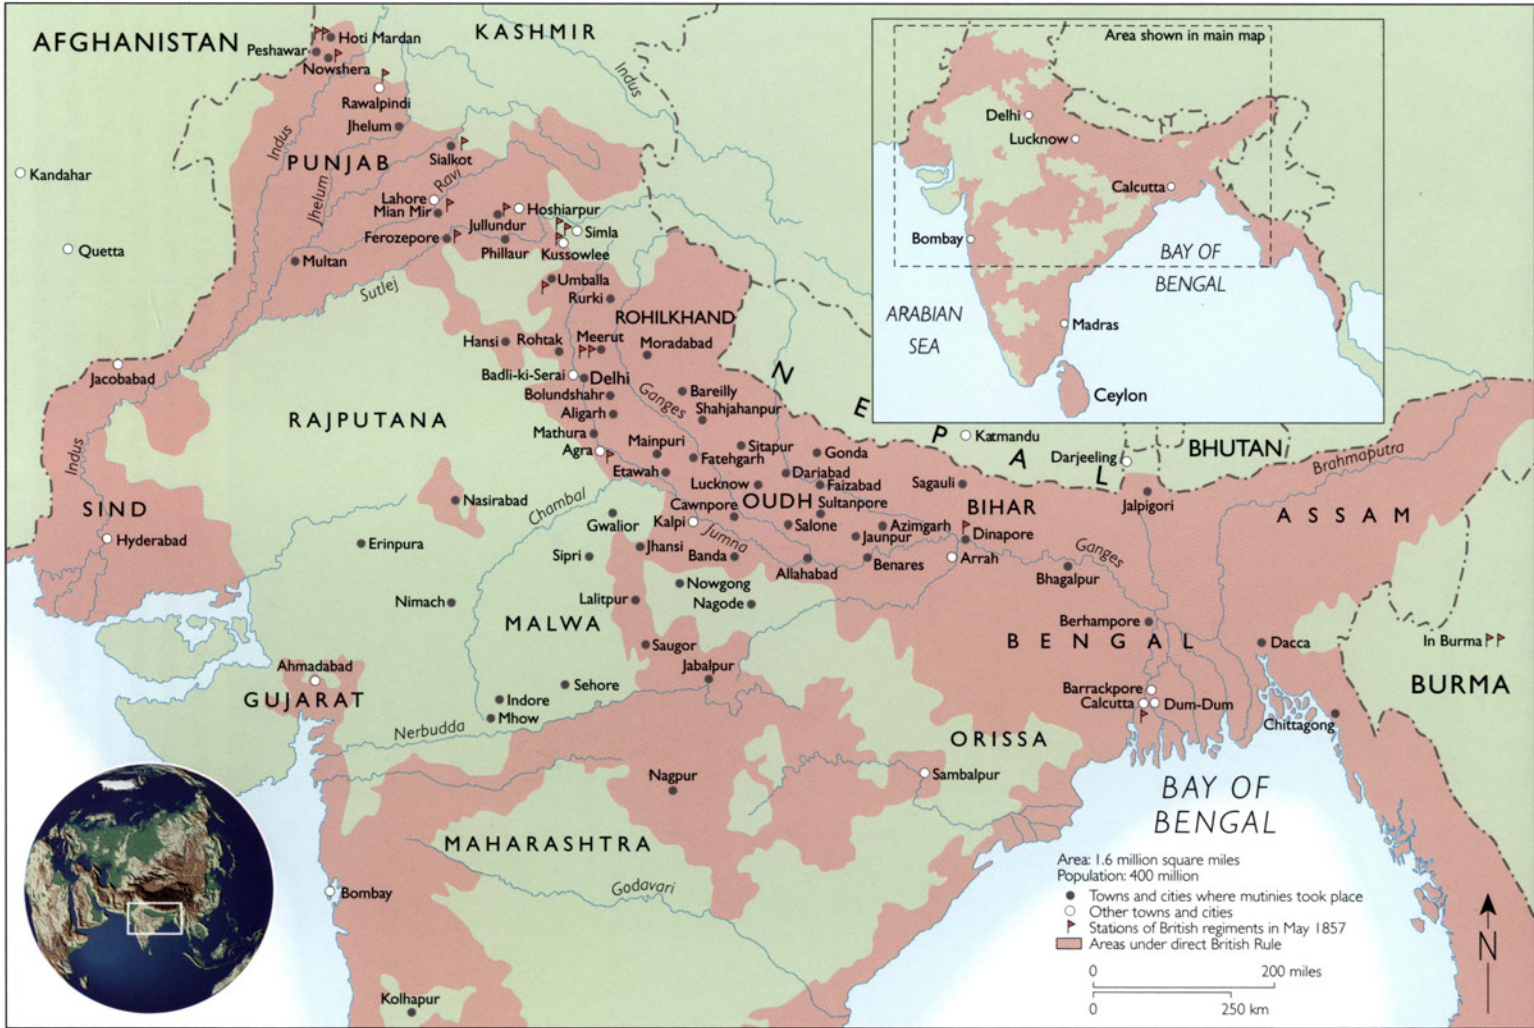 AFGHANISTAN
KASHMIR
Hoti Mardan
Peshawar
Nowshera
Indus
Rawalpindi
Jhelum
Indus
PUNJAB
Sialkot
Kandahar
Jhelum
Ravi
Lahore
Mian Mir
Hoshiarpur
Jullundur
Simla
Ferozepore
Phillaur
Kussowlee
Quetta
Multan
Sutlej
Umballa
Rurki
ROHILKHAND
Hansi
Rohtak
Meerut
Moradabad
Jacobabad
Badli-ki-Serai
Delhi
Bolundshahr
Ganges
Bareilly
Shahjahanpur
Aligarh
RAJPUTANA
Mathura
Mainpuri
Sitapur
Gonda
Agra
Fatehgarh
Etawah
Dariabad
Lucknow
Faizabad
Indus
SIND
Hyderabad
Nasirabad
Chambal
Cawnpore
OUDH
Sultanpore
Sagauli
BIHAR
Gwalior
Kalpi
Jumna
Salone
Azimgarh
Jaunpur
Dinapore
Erinpura
Sipri
Jhansi
Banda
Allahabad
Benares
Arrah
Ganges
Bhagalpur
Nimach
Lalitpur
Nowgong
Nagode
MALWA
Saugor
Jabalpur
Berhampore
BENGAL
Dacca
In Burma
BURMA
Ahmadabad
GUJARAT
Sehore
Indore
Mhow
Nerbudda
Barrackpore
Calcutta
Dum-Dum
Chittagong
ORISSA
Sambalpur
Nagpur
MAHARASHTRA
Godavari
Bombay
Kolhapur
NEPAL
Katmandu
Darjeeling
BHUTAN
Brahmaputra
Jalpigori
ASSAM
Area shown in main map
Delhi
Lucknow
Calcutta
Bombay
BAY OF
BENGAL
ARABIAN
SEA
Madras
Ceylon
BAY OF
BENGAL
Area: 1.6 million square miles
Population: 400 million
Towns and cities where mutinies took place
Other towns and cities
Stations of British regiments in May 1857
Areas under direct British Rule
0 200 miles
0 250 km
N